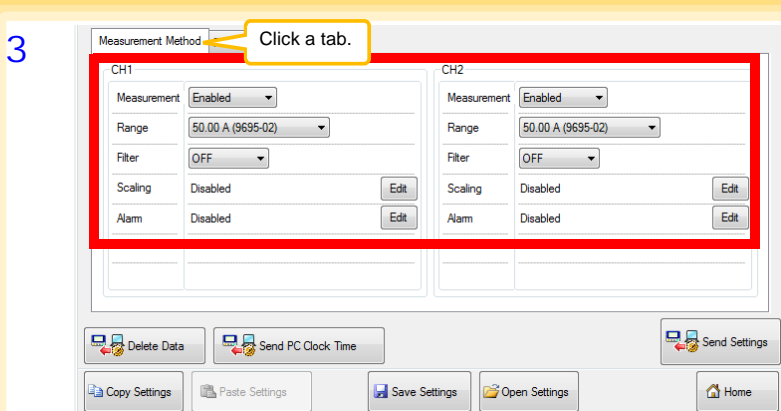 3
Measurement Method
Click a tab.
CH1
CH2
Measurement Enabled
Measurement Enabled
Range 50.00 A (9695-02)
Range 50.00 A (9695-02)
Filter OFF
Filter OFF
Scaling Disabled Edit
Scaling Disabled Edit
Alarm Disabled Edit
Alarm Disabled Edit
Delete Data
Send PC Clock Time
Send Settings
Copy Settings
Paste Settings
Save Settings
Open Settings
Home